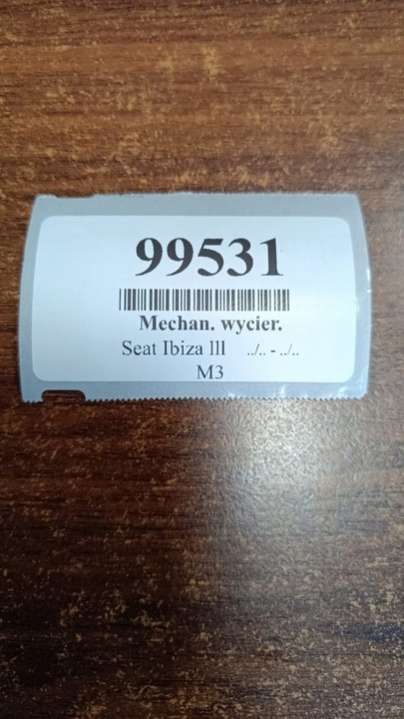 99531
Mechan. wycier.
Seat Ibiza lll ../.. - ../..
M3